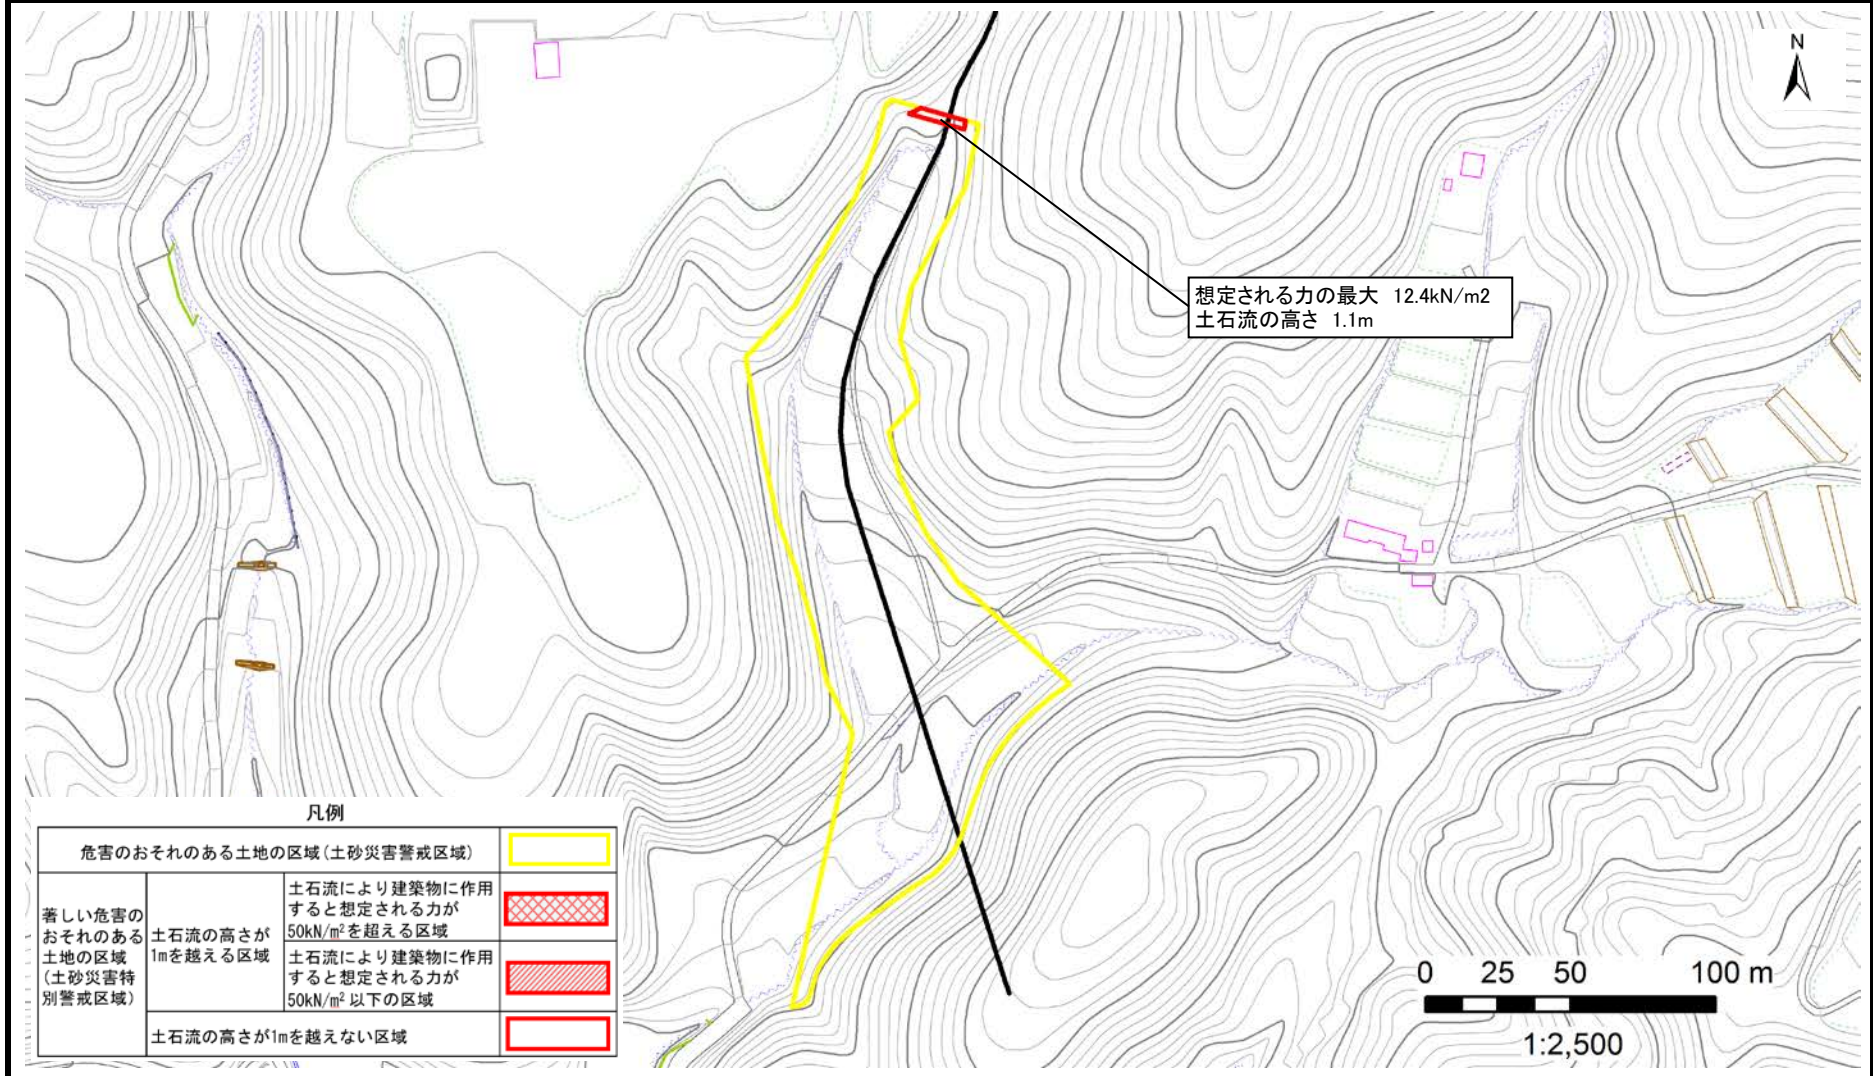 N
想定される力の最大 12.4kN/m2
土石流の高さ 1.1m
凡例
危害のおそれのある土地の区域(土砂災害警戒区域)
著しい危害の
おそれのある
土地の区域
(土砂災害特
別警戒区域)
土石流の高さが
1mを越える区域
土石流により建築物に作用
すると想定される力が
50kN/m²を超える区域
土石流により建築物に作用
すると想定される力が
50kN/m² 以下の区域
土石流の高さが1mを越えない区域
0 25 50 100 m
1:2,500